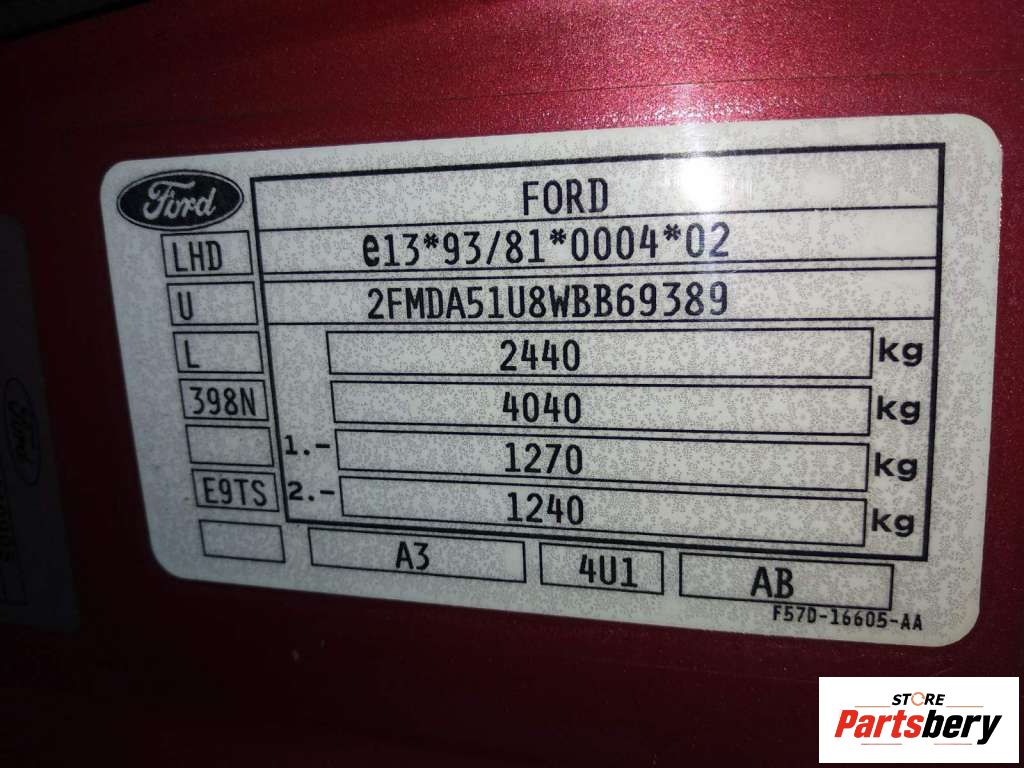 Ford
FORD
LHD
e13*93/81*0004*02
U
2FMDA51U8WBB69389
L
2440 kg
398N
4040 kg
1.- 1270 kg
E9TS
2.- 1240 kg
A3 4U1 AB
F57D-16605-AA
Ford
STORE
Partsbery